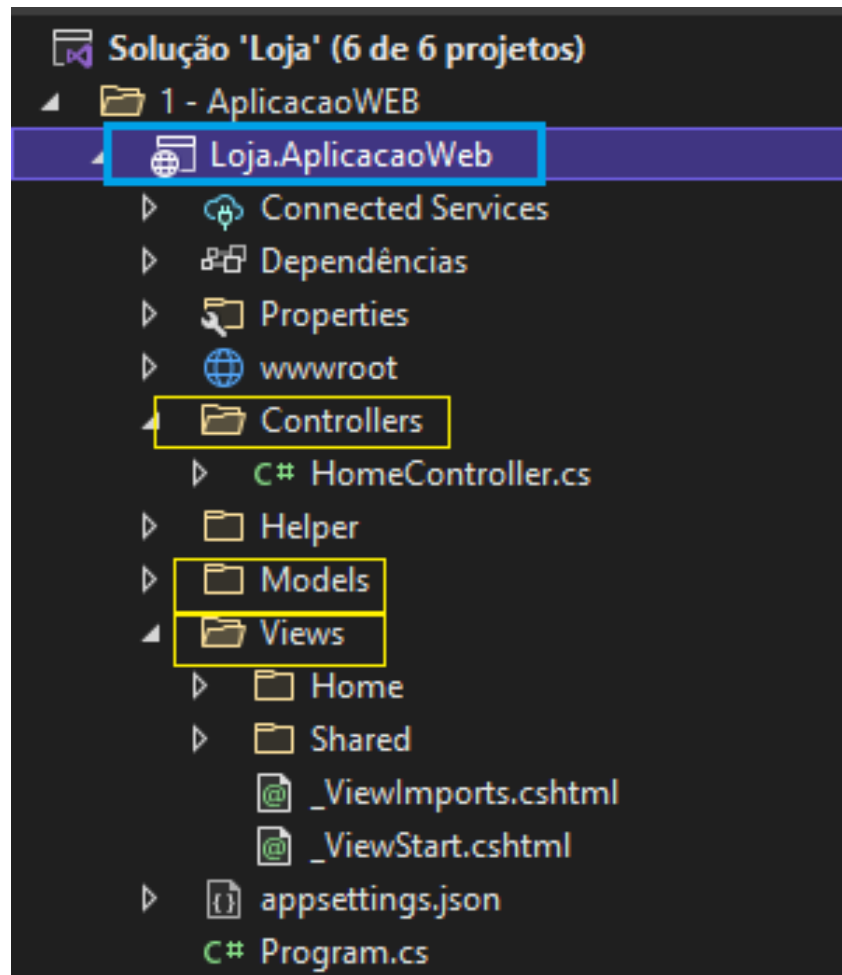 Solução 'Loja' (6 de 6 projetos)
1 - AplicacaoWEB
Loja.AplicacaoWeb
Connected Services
Dependências
Properties
wwwroot
Controllers
C# HomeController.cs
Helper
Models
Views
Home
Shared
_ViewImports.cshtml
_ViewStart.cshtml
appsettings.json
C# Program.cs